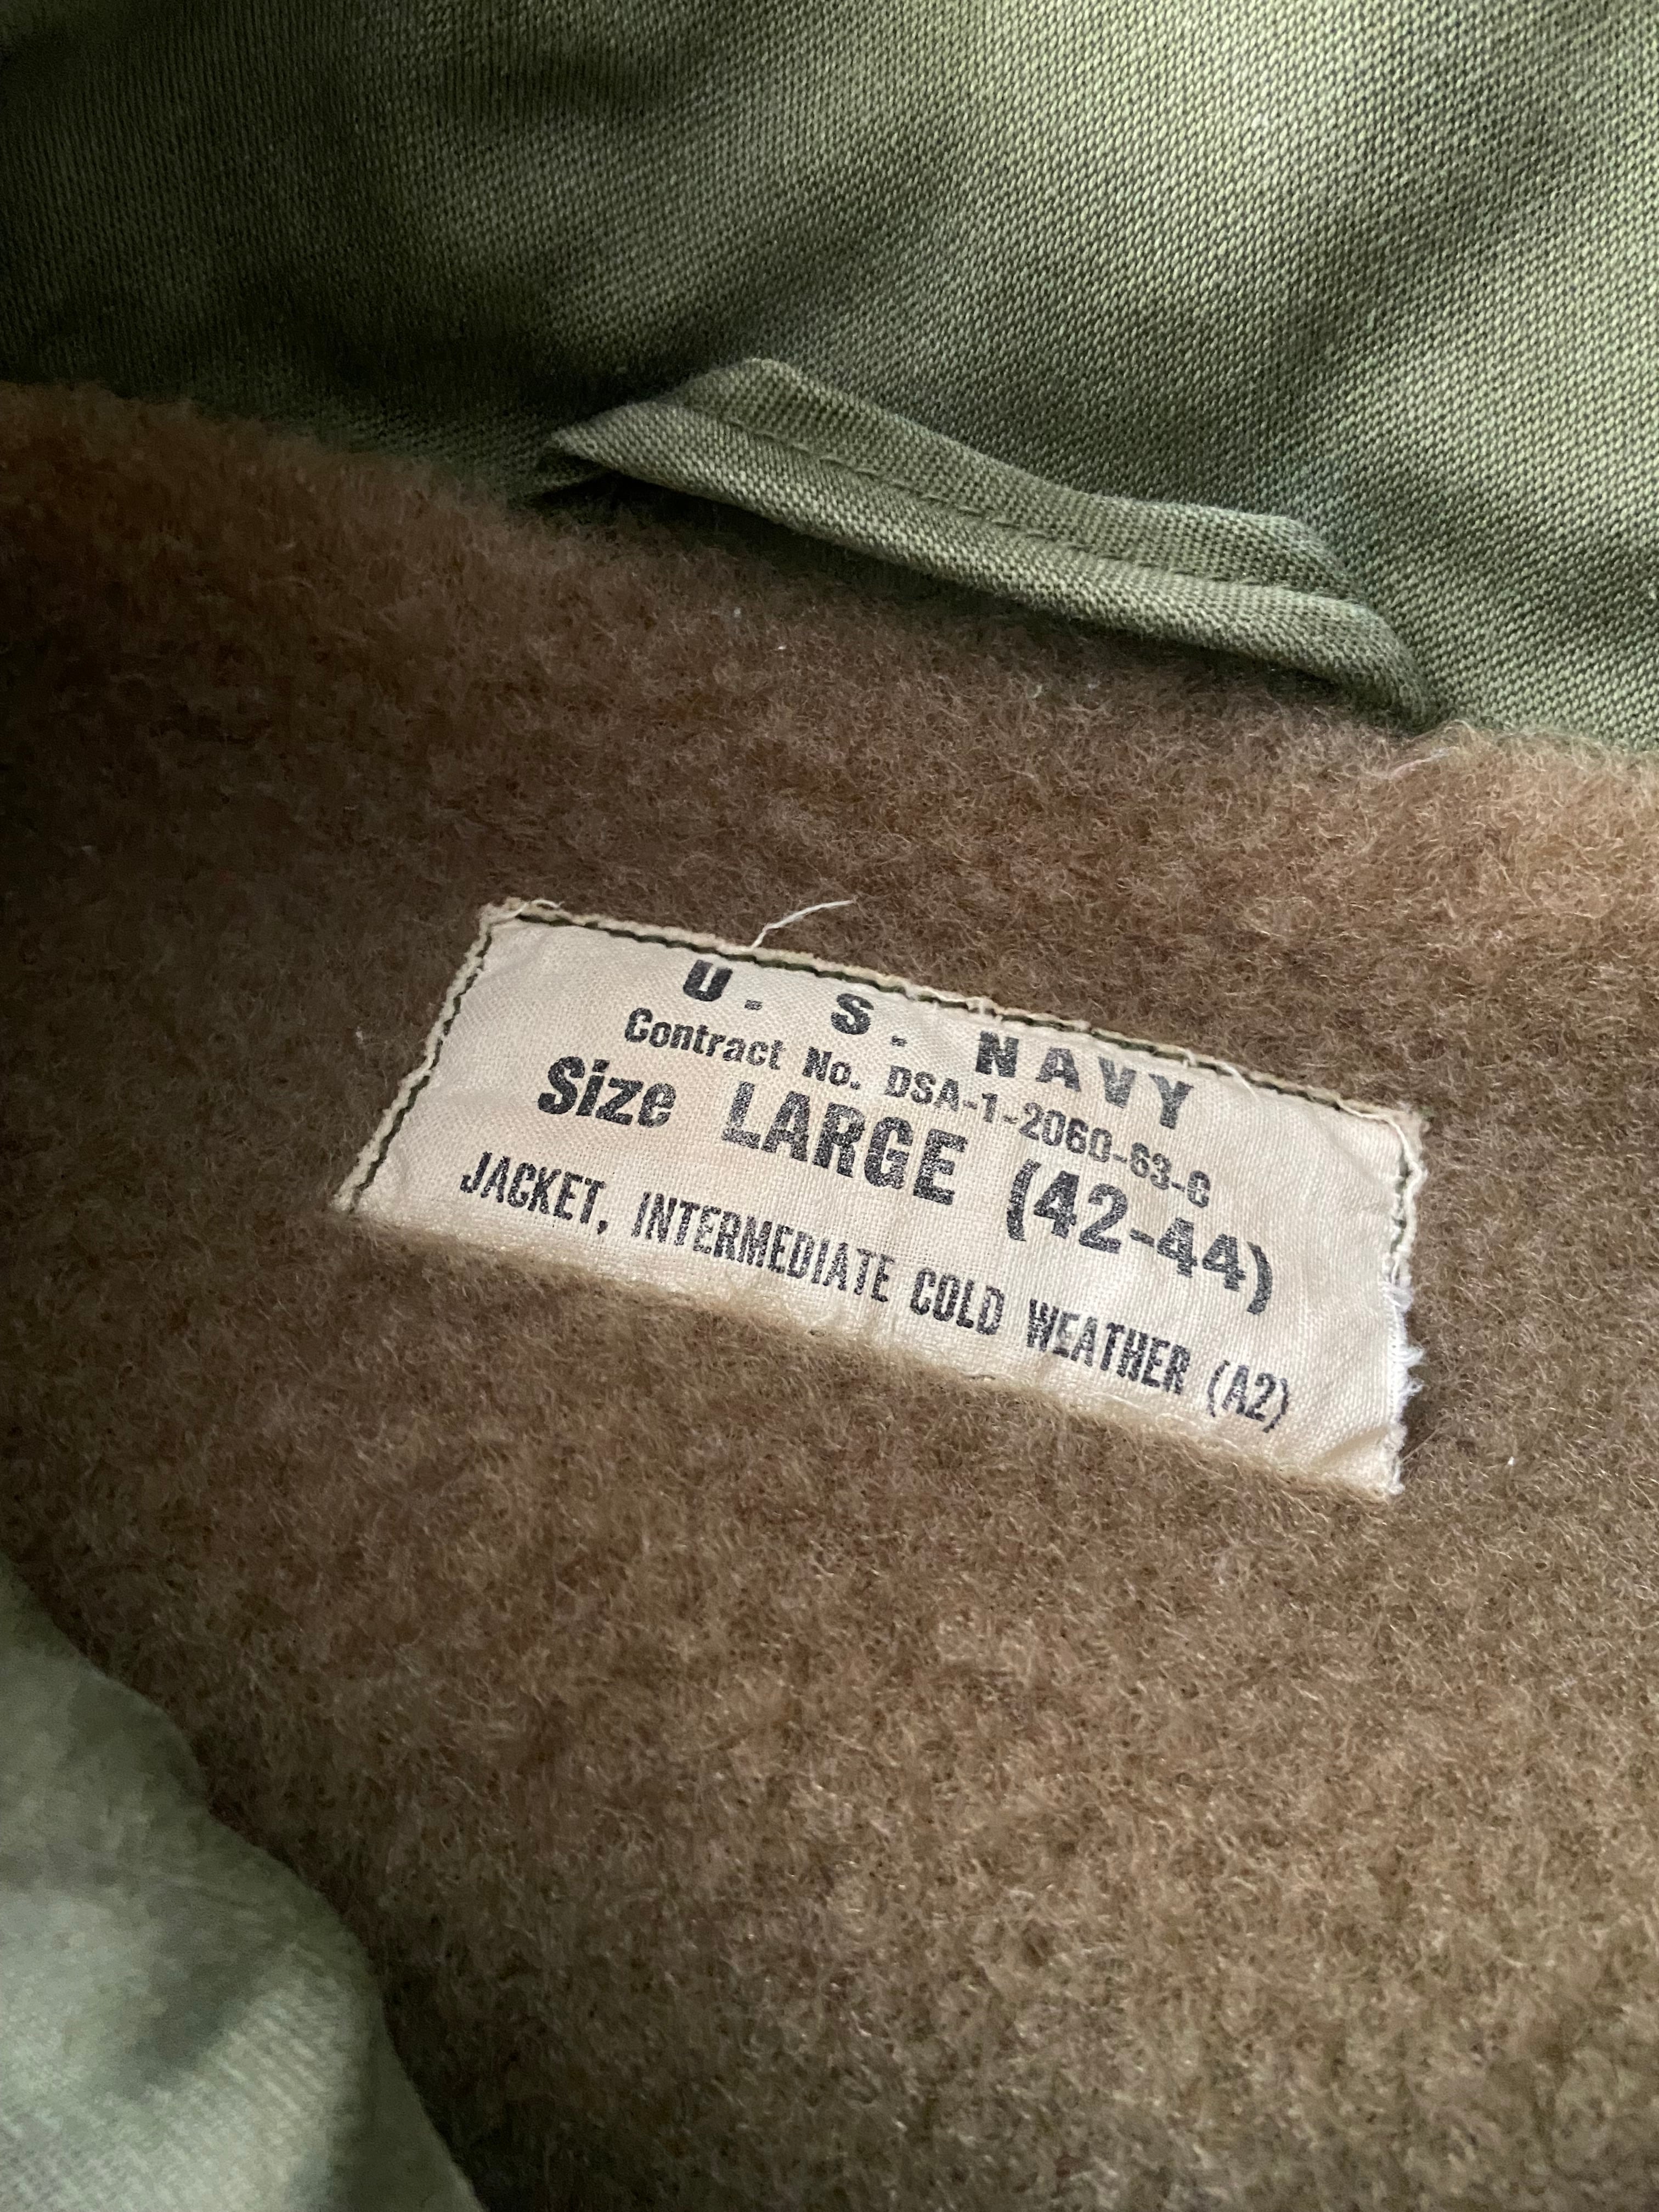 U. S. NAVY
Contract No. DSA-1-2060-63-C
Size LARGE (42-44)
JACKET, INTERMEDIATE COLD WEATHER (A2)